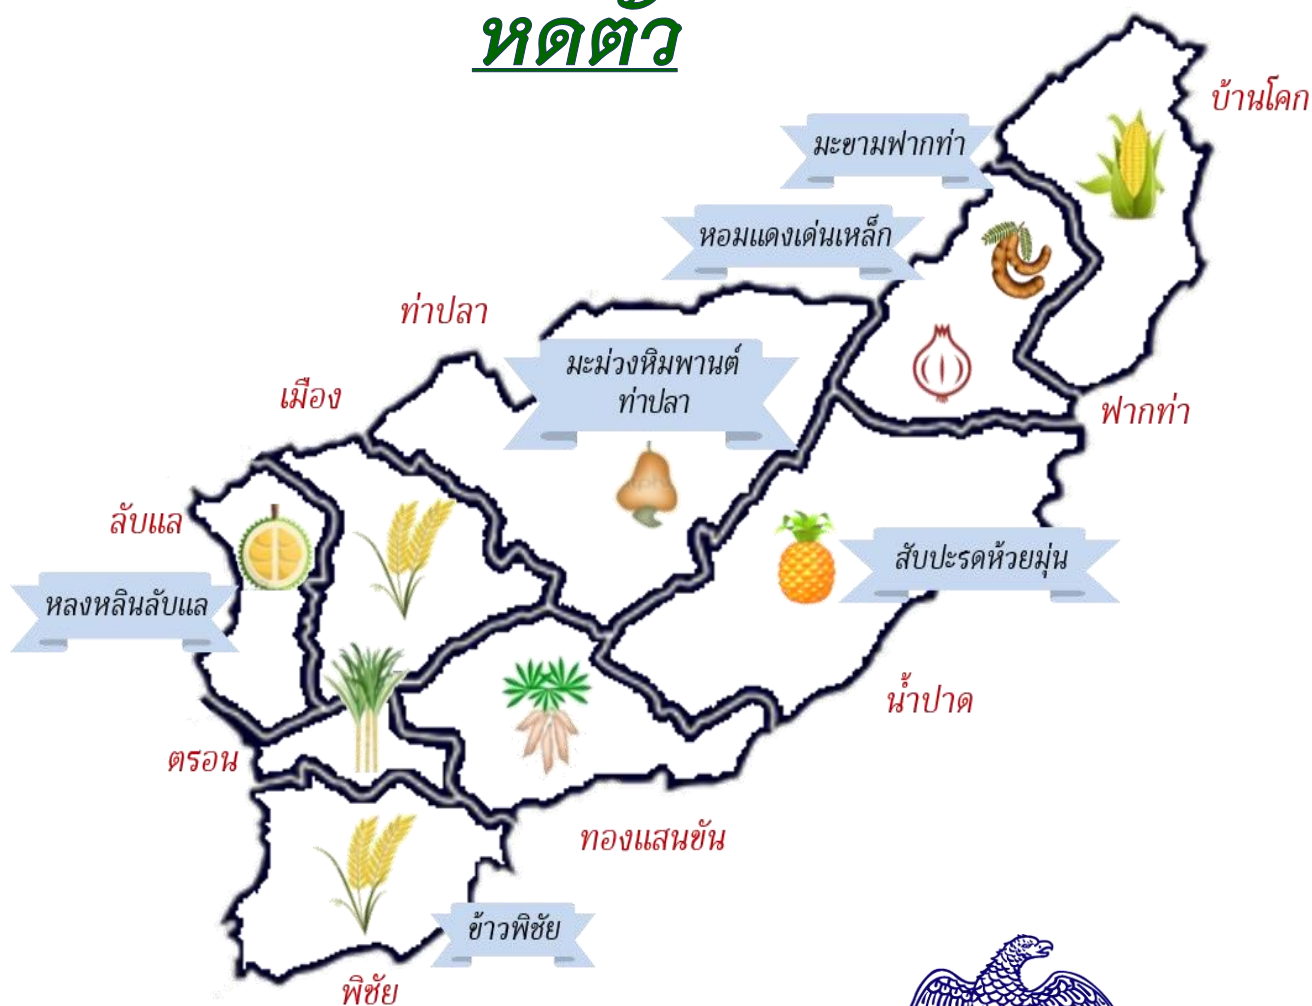 หดตัว
บ้านโคก
มะขามฟากท่า
หอมแดงเด่นเหล็ก
ท่าปลา
มะม่วงหิมพานต์
ท่าปลา
เมือง
ฟากท่า
ลับแล
สับปะรดห้วยมุ่น
หลงหลินลับแล
น้ำปาด
ตรอน
ทองแสนขัน
ข้าวพิชัย
พิชัย